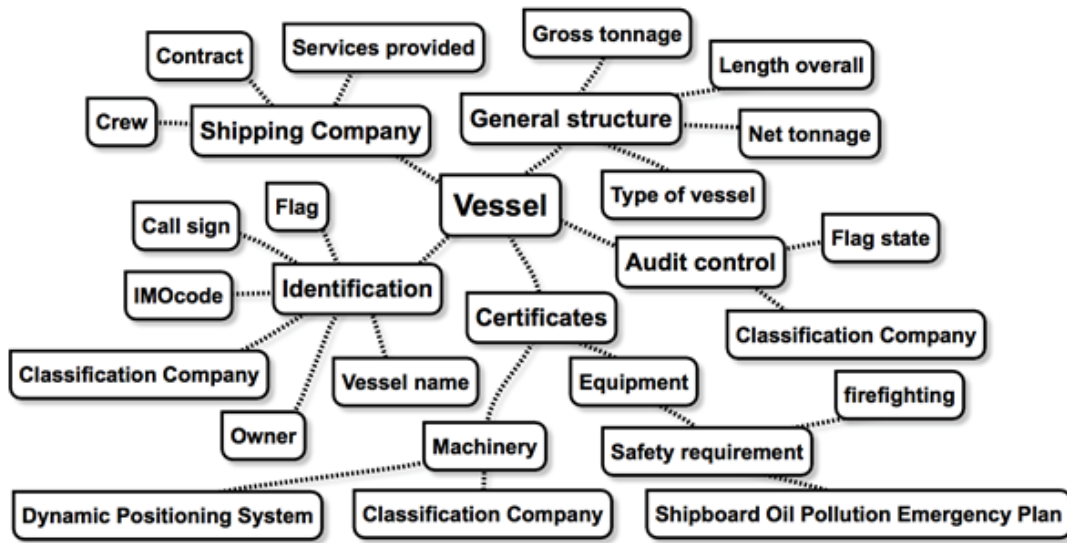 Gross tonnage
Services provided
Contract
Length overall
General structure
Crew
Shipping Company
Net tonnage
Type of vessel
Vessel
Flag
Call sign
Flag state
Audit control
Identification
IMOcode
Certificates
Classification Company
Classification Company
Vessel name
Equipment
firefighting
Owner
Machinery
Safety requirement
Dynamic Positioning System
Classification Company
Shipboard Oil Pollution Emergency Plan